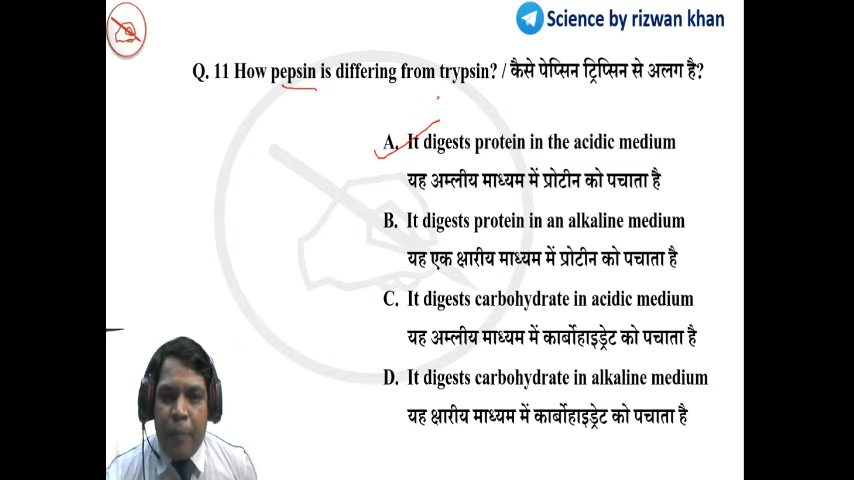 Science by rizwan khan
Q. 11 How pepsin is differing from trypsin? / कैसे पेप्सिन ट्रिप्सिन से अलग है?
A. It digests protein in the acidic medium
यह अम्लीय माध्यम में प्रोटीन को पचाता है
B. It digests protein in an alkaline medium
यह एक क्षारीय माध्यम में प्रोटीन को पचाता है
C. It digests carbohydrate in acidic medium
यह अम्लीय माध्यम में कार्बोहाइड्रेट को पचाता है
D. It digests carbohydrate in alkaline medium
यह क्षारीय माध्यम में कार्बोहाइड्रेट को पचाता है